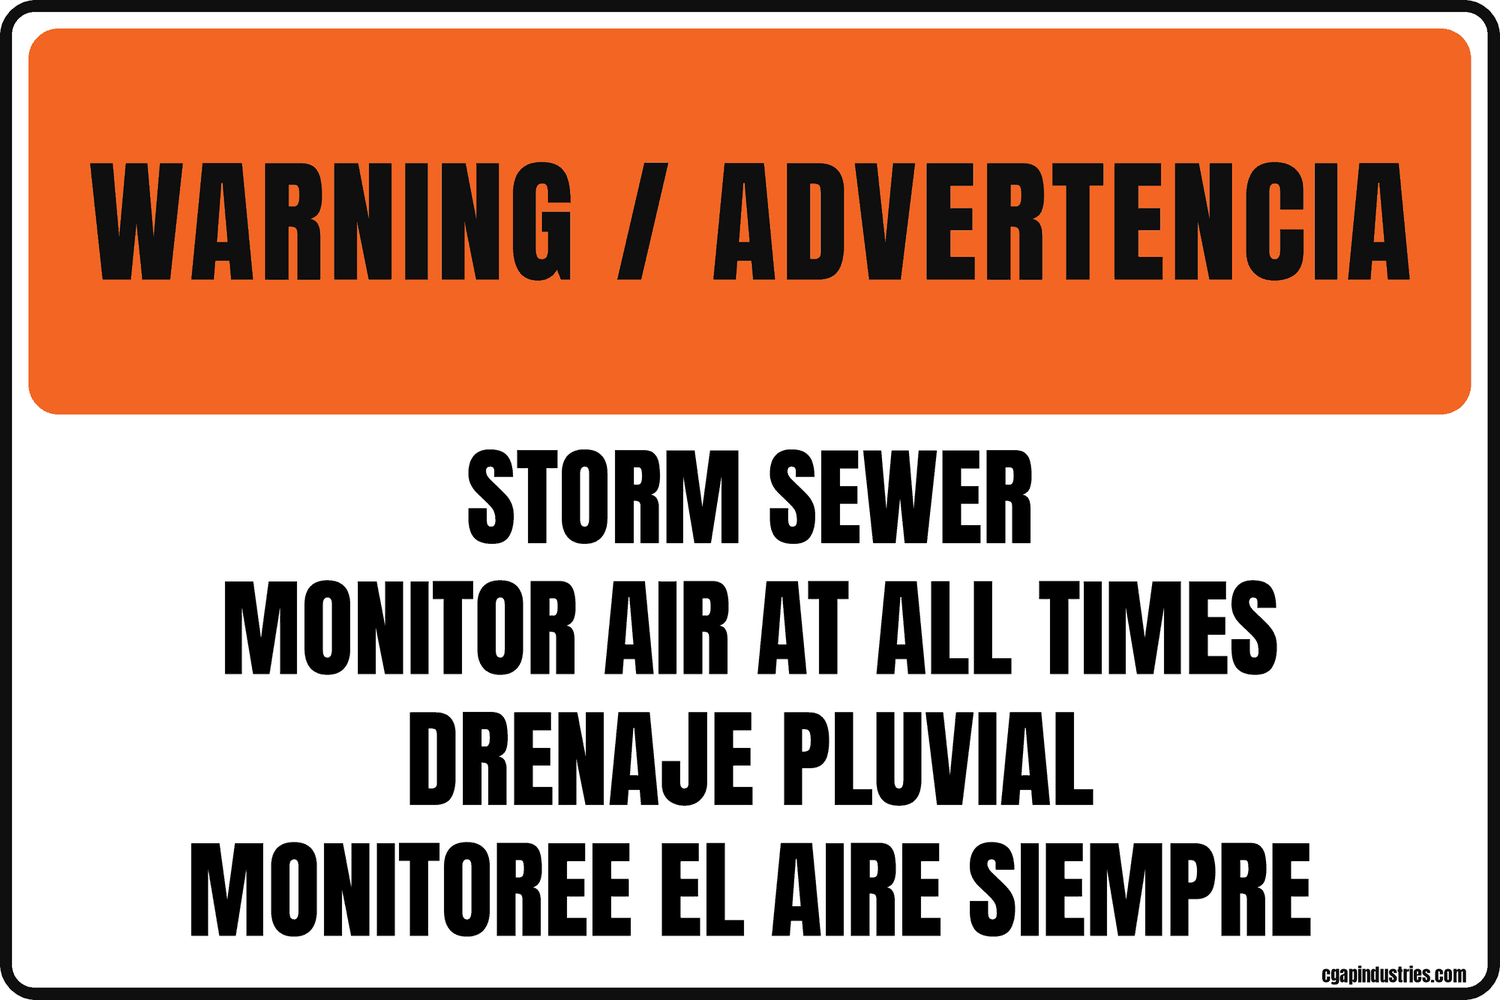 WARNING / ADVERTENCIA
STORM SEWER
MONITOR AIR AT ALL TIMES
DRENAJE PLUVIAL
MONITOREE EL AIRE SIEMPRE
cgapindustries.com